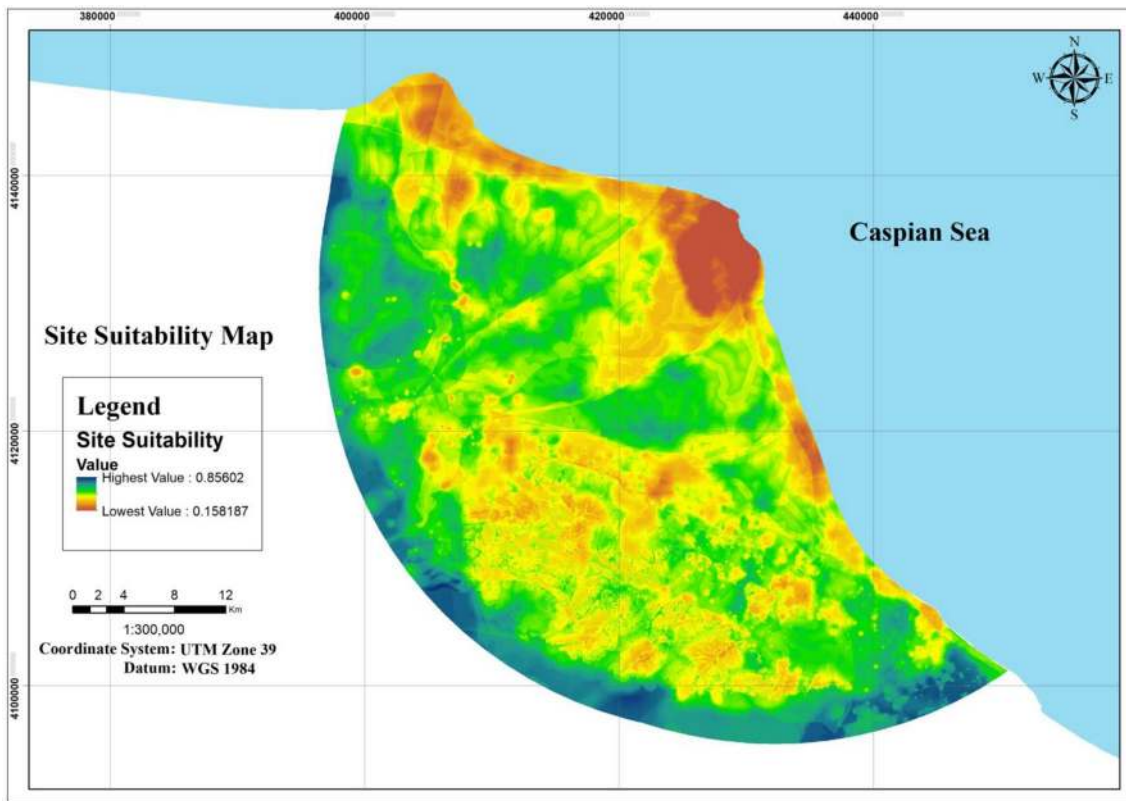 380000
400000
420000
440000
N
W
E
S
4140000
Caspian Sea
Site Suitability Map
Legend
Site Suitability
Value
Highest Value : 0.85602
Lowest Value : 0.158187
4120000
0 2 4 8 12
Km
1:300,000
Coordinate System: UTM Zone 39
Datum: WGS 1984
4100000